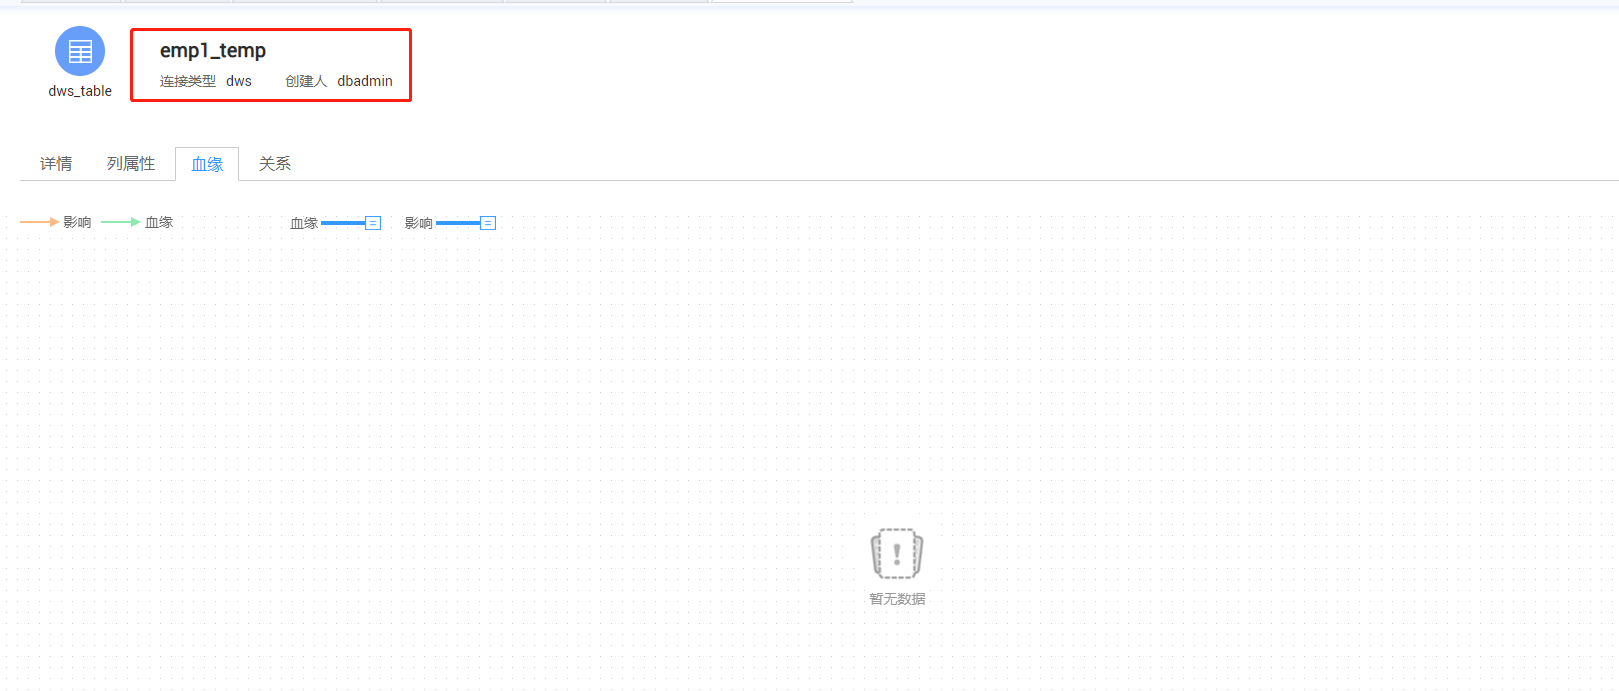 emp1_temp
连接类型 dws 创建人 dbadmin
dws_table
详情 列属性 血缘 关系
影响 血缘 血缘 影响
暂无数据